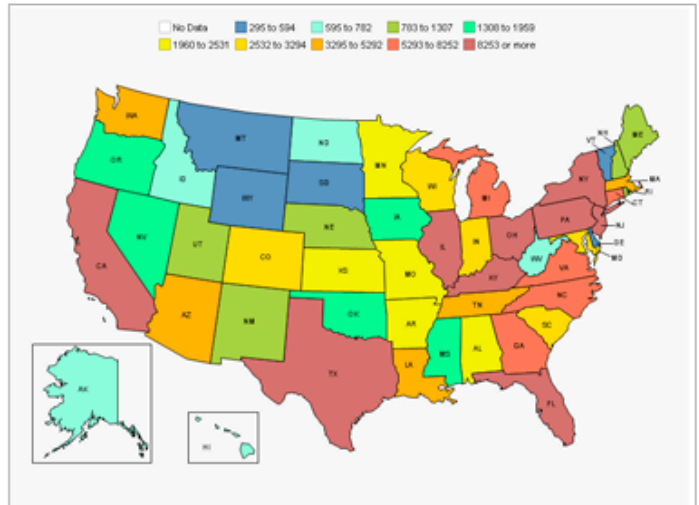 No Data 295 to 594 595 to 782 783 to 1307 1308 to 1959
1960 to 2531 2532 to 3294 3295 to 5292 5293 to 8252 8253 or more
WA
MT
ND
MN
ME
VT
NH
OR
ID
SD
WI
MI
NY
MA
RI
CT
WY
IA
NE
PA
NJ
NV
UT
IL
IN
OH
DE
MD
WV
CO
KS
MO
KY
VA
CA
NC
TN
AZ
NM
OK
AR
SC
MS
AL
GA
LA
TX
FL
AK
HI